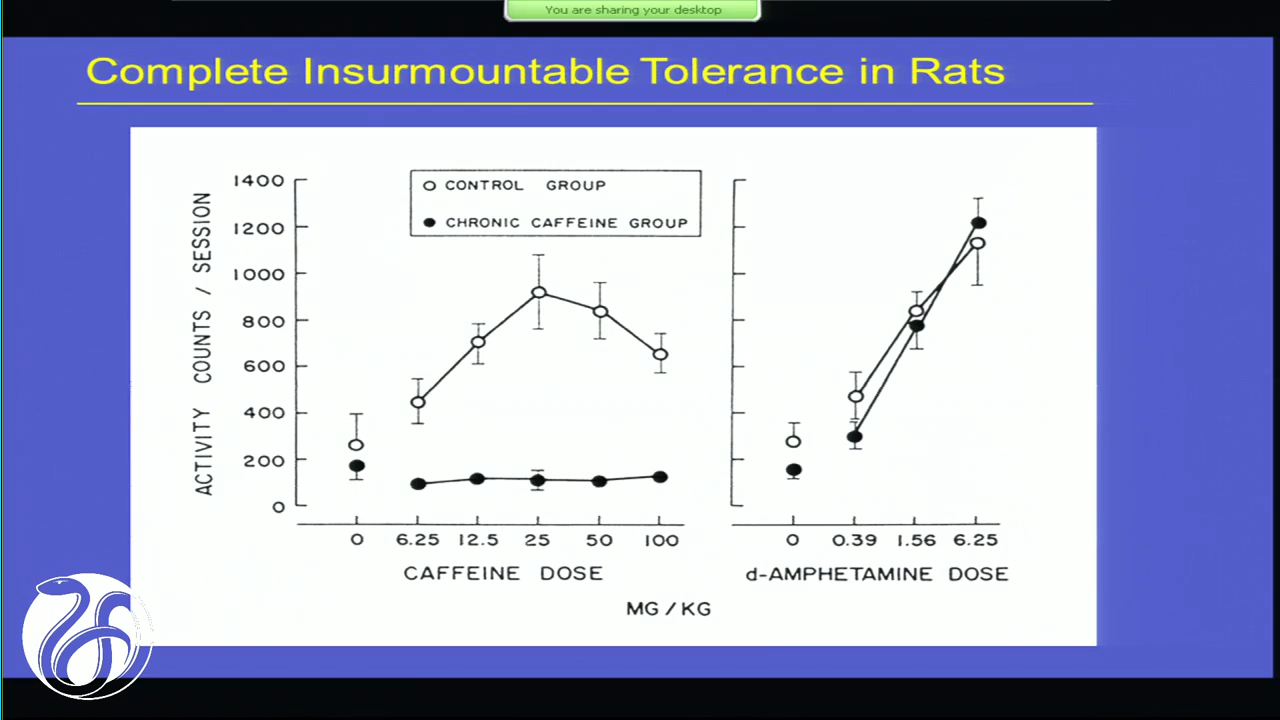 You are sharing your desktop
Complete Insurmountable Tolerance in Rats
CONTROL GROUP
CHRONIC CAFFEINE GROUP
ACTIVITY COUNTS / SESSION
1400
1200
1000
800
600
400
200
0
0 6.25 12.5 25 50 100
CAFFEINE DOSE
0 0.39 1.56 6.25
d-AMPHETAMINE DOSE
MG/KG